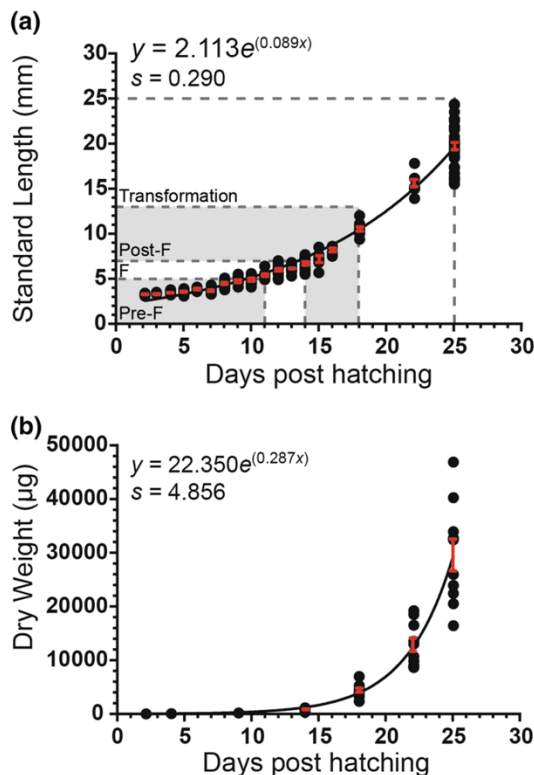 (a)
y = 2.113e(0.089x)
s = 0.290
Standard Length (mm)
30
25
20
15
10
5
0
Transformation
Post-F
F
Pre-F
0 5 10 15 20 25 30
Days post hatching
(b)
y = 22.350e(0.287x)
s = 4.856
Dry Weight (µg)
50000
40000
30000
20000
10000
0
0 5 10 15 20 25 30
Days post hatching